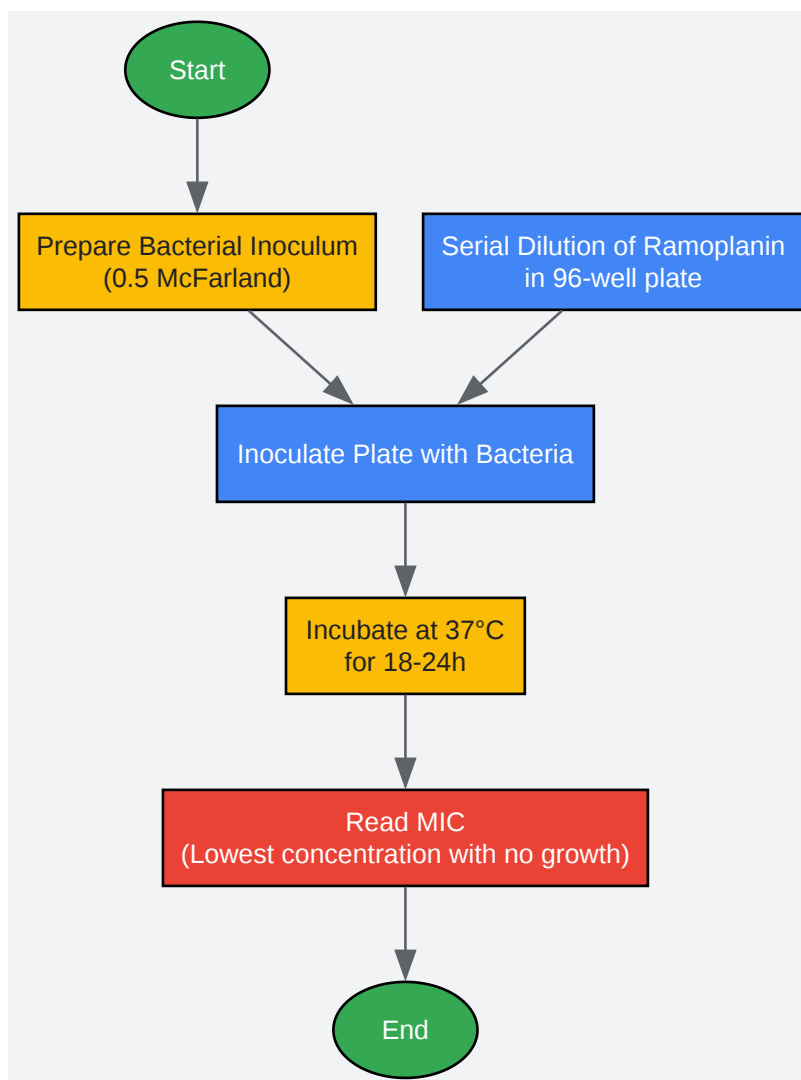 Start
Prepare Bacterial Inoculum
(0.5 McFarland)
Serial Dilution of Ramoplanin
in 96-well plate
Inoculate Plate with Bacteria
Incubate at 37°C
for 18-24h
Read MIC
(Lowest concentration with no growth)
End